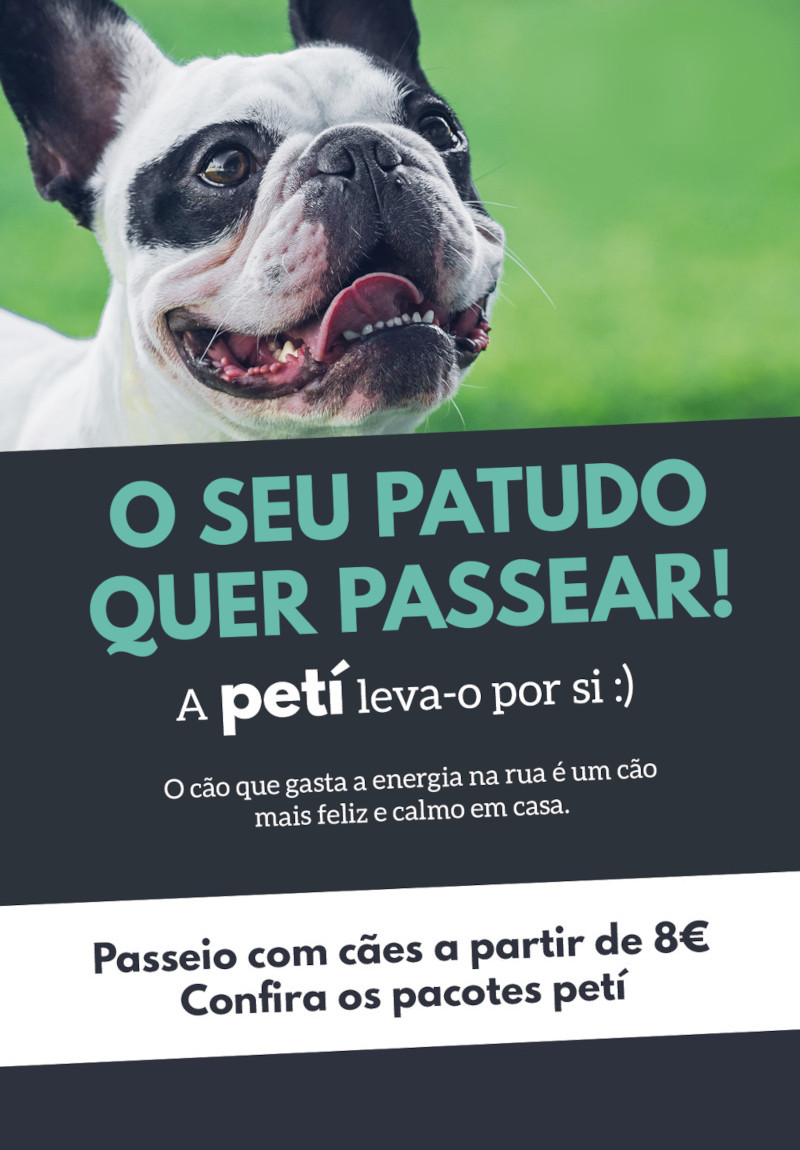 O SEU PATUDO
QUER PASSEAR!
A petí leva-o por si :)
O cão que gasta a energia na rua é um cão
mais feliz e calmo em casa.
Passeio com cães a partir de 8€
Confira os pacotes petí